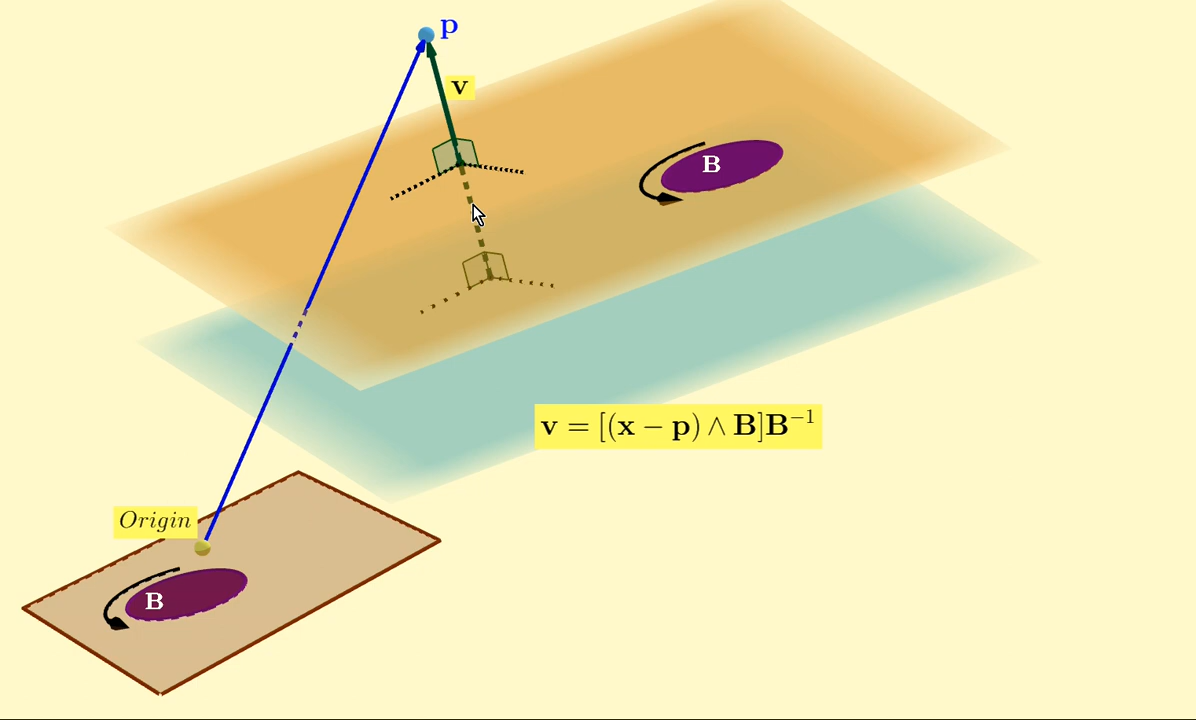 p
v
B
v = [(x − p) ∧ B]B⁻¹
Origin
B